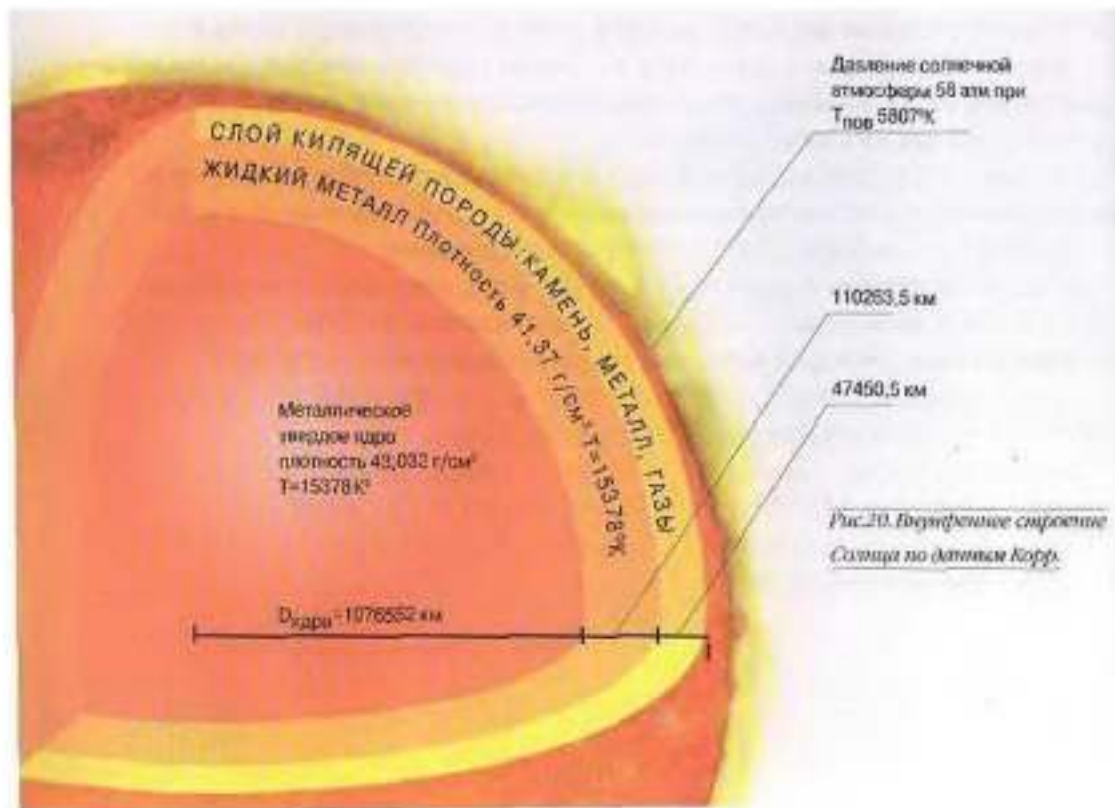 Давление солнечной
атмосферы 58 атм при
Tпов 5807°К
СЛОЙ КИПЯЩЕЙ ПОРОДЫ: КАМЕНЬ, МЕТАЛЛ, ГАЗЫ
ЖИДКИЙ МЕТАЛЛ Плотность 41,37 г/см³ T=15378°К
110263,5 км
47450,5 км
Металлическое
твердое ядро
плотность 43,032 г/см³
T=15378 К°
Dядра=1076552 км
Рис.20. Внутреннее строение
Солнца по данным Корр.